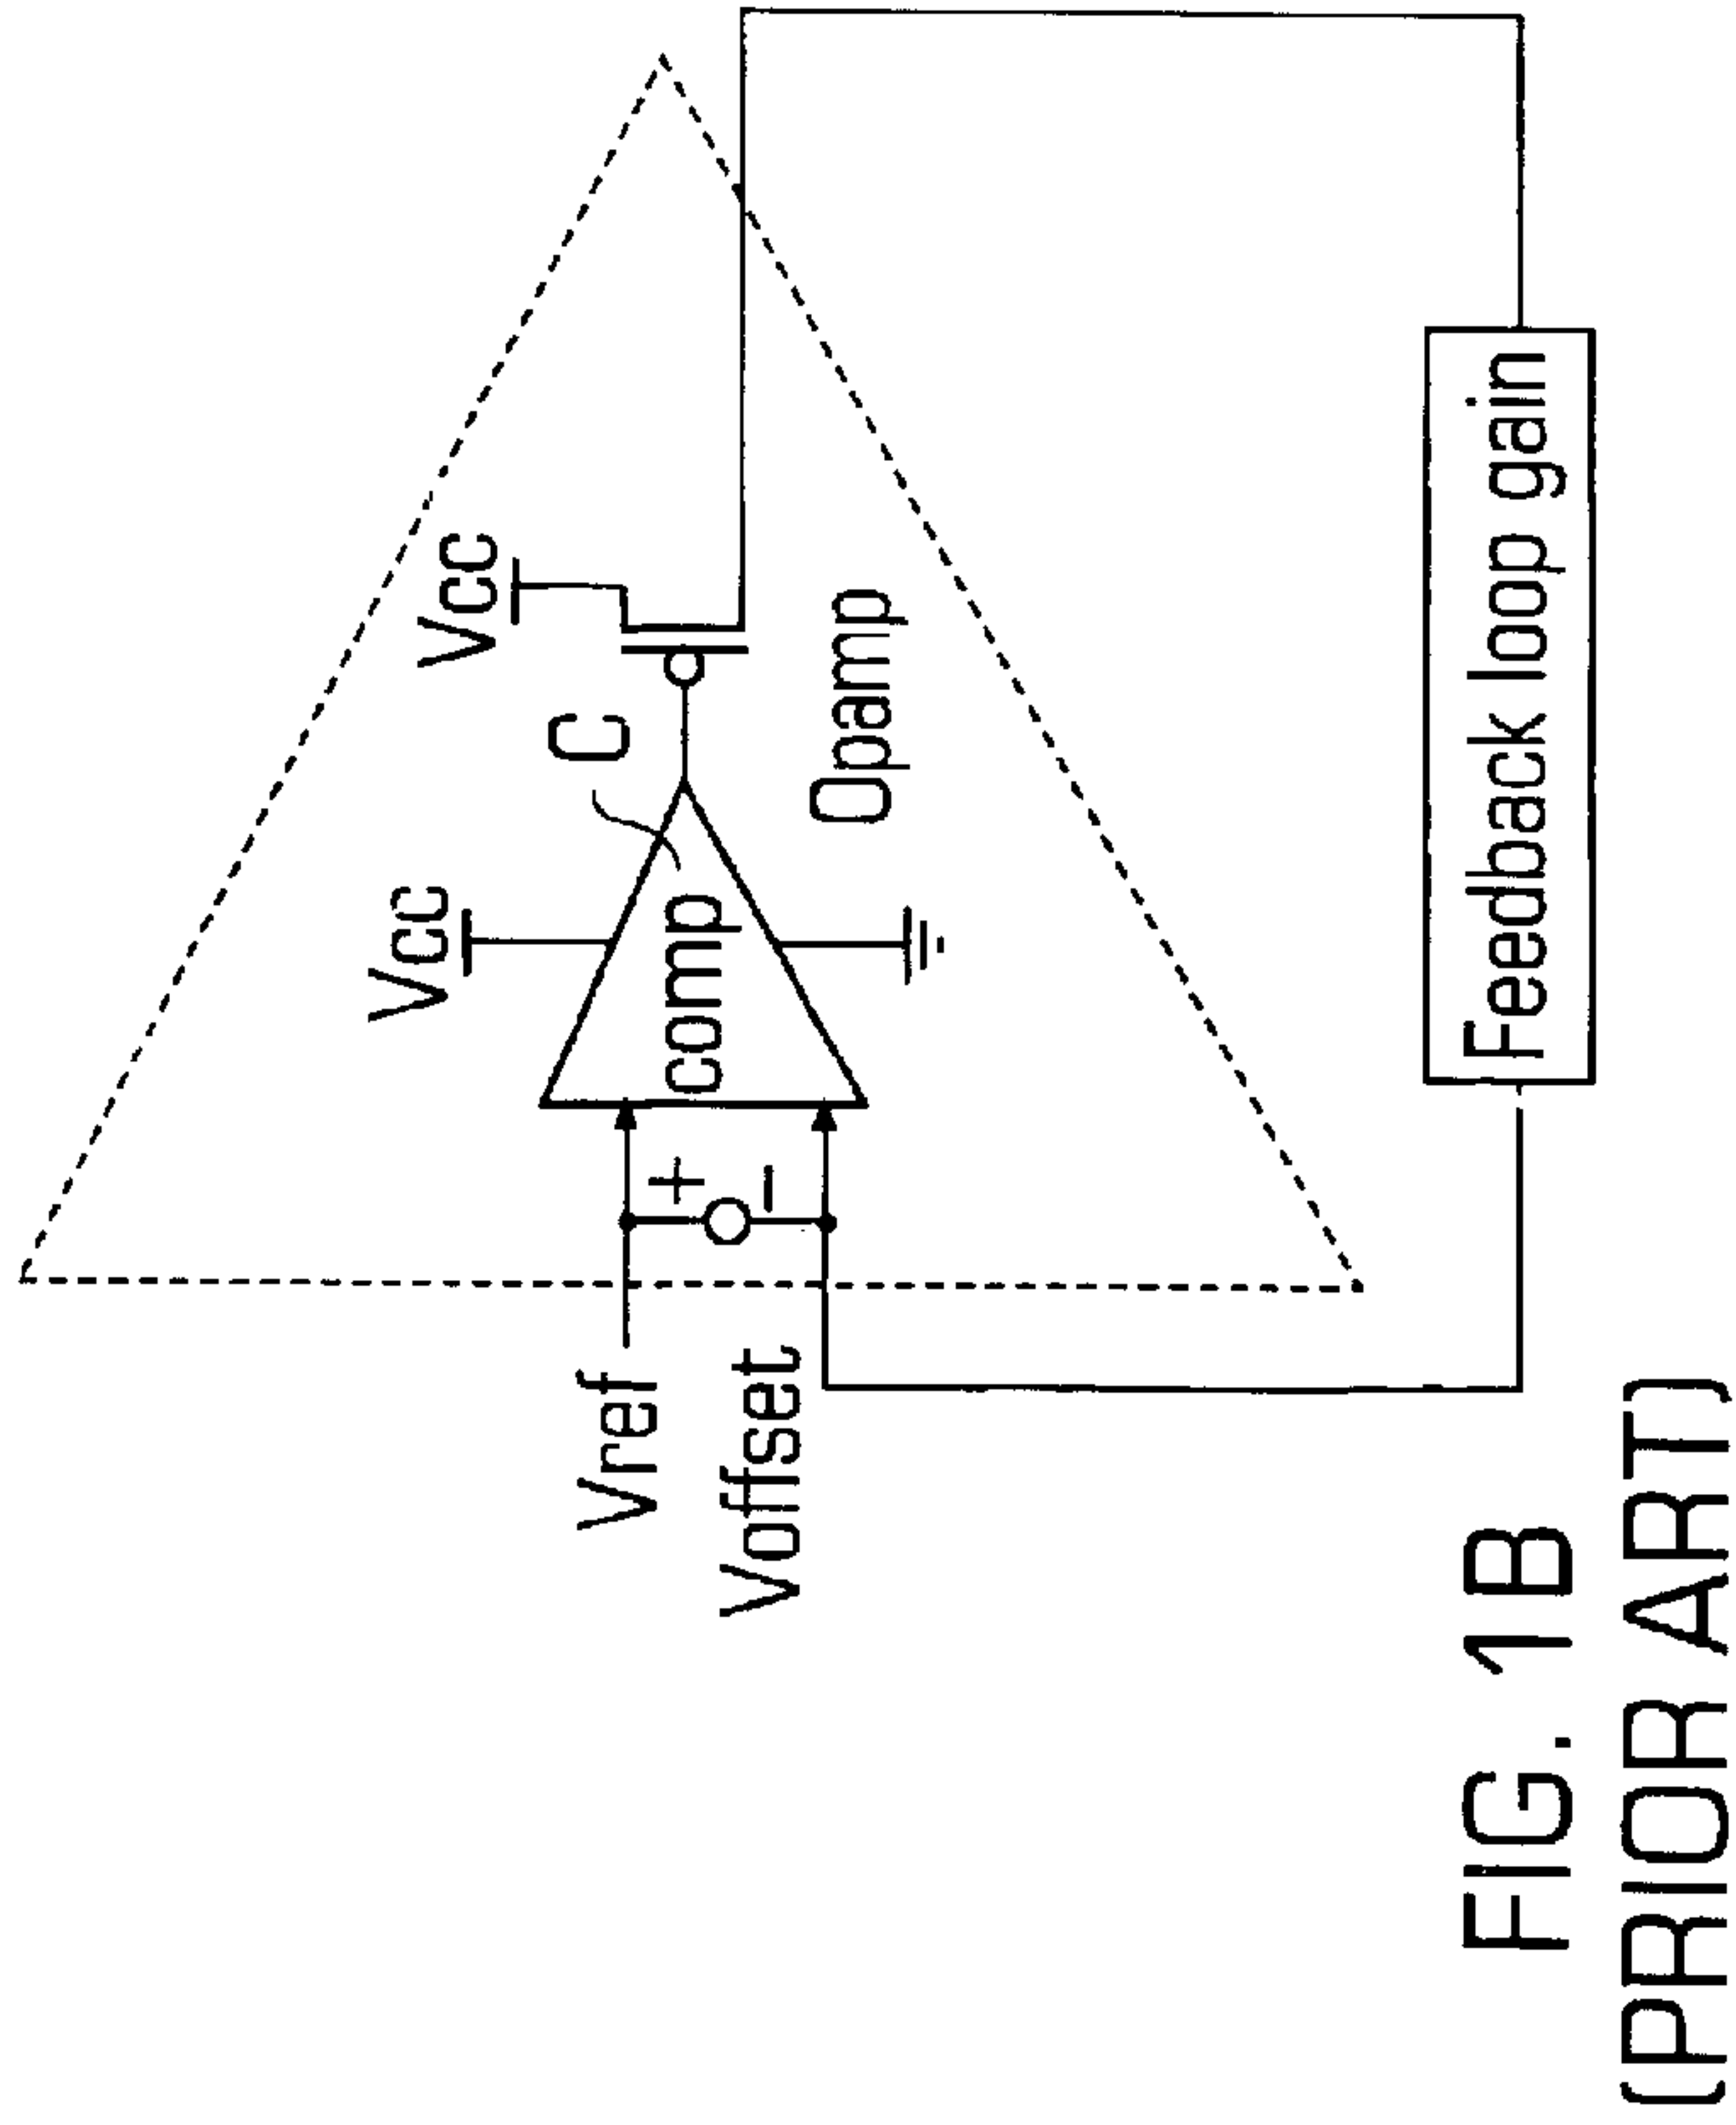 Vcc
Vcc
C
Vref
+
comp
Voffset
-
Opamp
Feedback loop gain
FIG. 1B
(PRIOR ART)